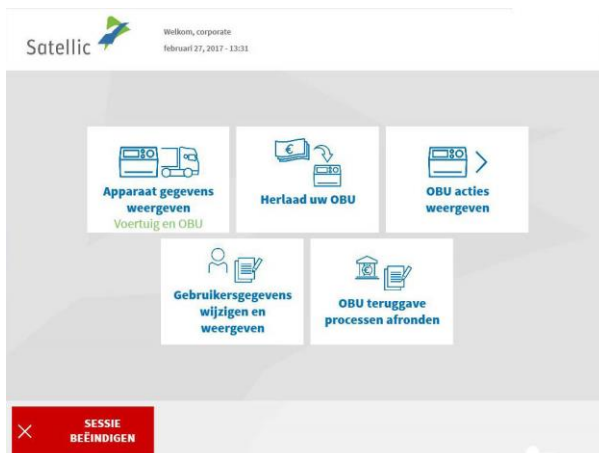 Satellic
Welkom, corporate
februari 27, 2017 - 13:31
Apparaat gegevens
weergeven
Voertuig en OBU
€
Herlaad uw OBU
OBU acties
weergeven
Gebruikersgegevens
wijzigen en
weergeven
€
OBU teruggave
processen afronden
SESSIE
BEËINDIGEN